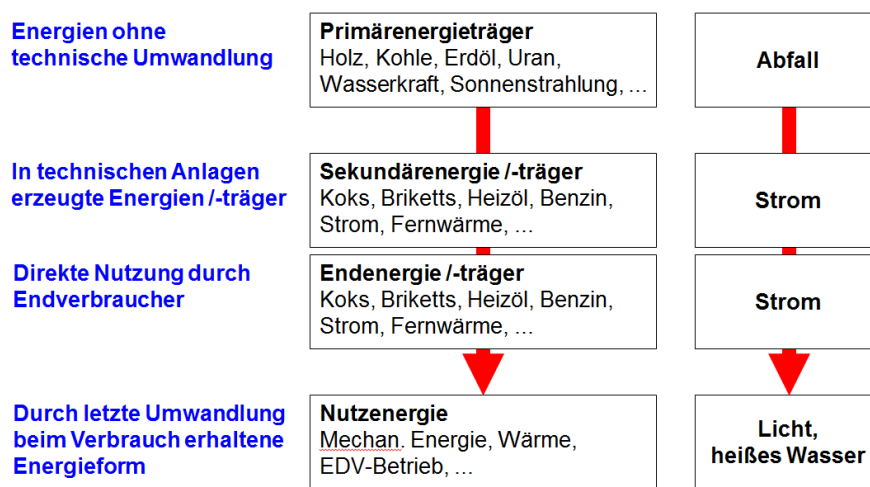 Energien ohne
technische Umwandlung
Primärenergieträger
Holz, Kohle, Erdöl, Uran,
Wasserkraft, Sonnenstrahlung, ...
Abfall
In technischen Anlagen
erzeugte Energien /-träger
Sekundärenergie /-träger
Koks, Briketts, Heizöl, Benzin,
Strom, Fernwärme, ...
Strom
Direkte Nutzung durch
Endverbraucher
Endenergie /-träger
Koks, Briketts, Heizöl, Benzin,
Strom, Fernwärme, ...
Strom
Durch letzte Umwandlung
beim Verbrauch erhaltene
Energieform
Nutzenergie
Mechan. Energie, Wärme,
EDV-Betrieb, ...
Licht,
heißes Wasser